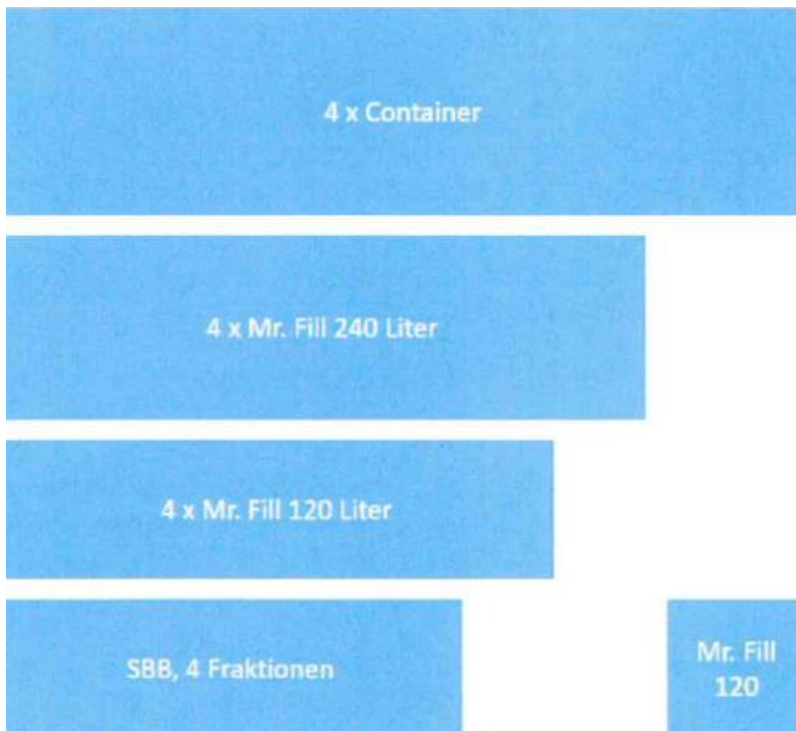 4 x Container
4 x Mr. Fill 240 Liter
4 x Mr. Fill 120 Liter
SBB, 4 Fraktionen
Mr. Fill
120